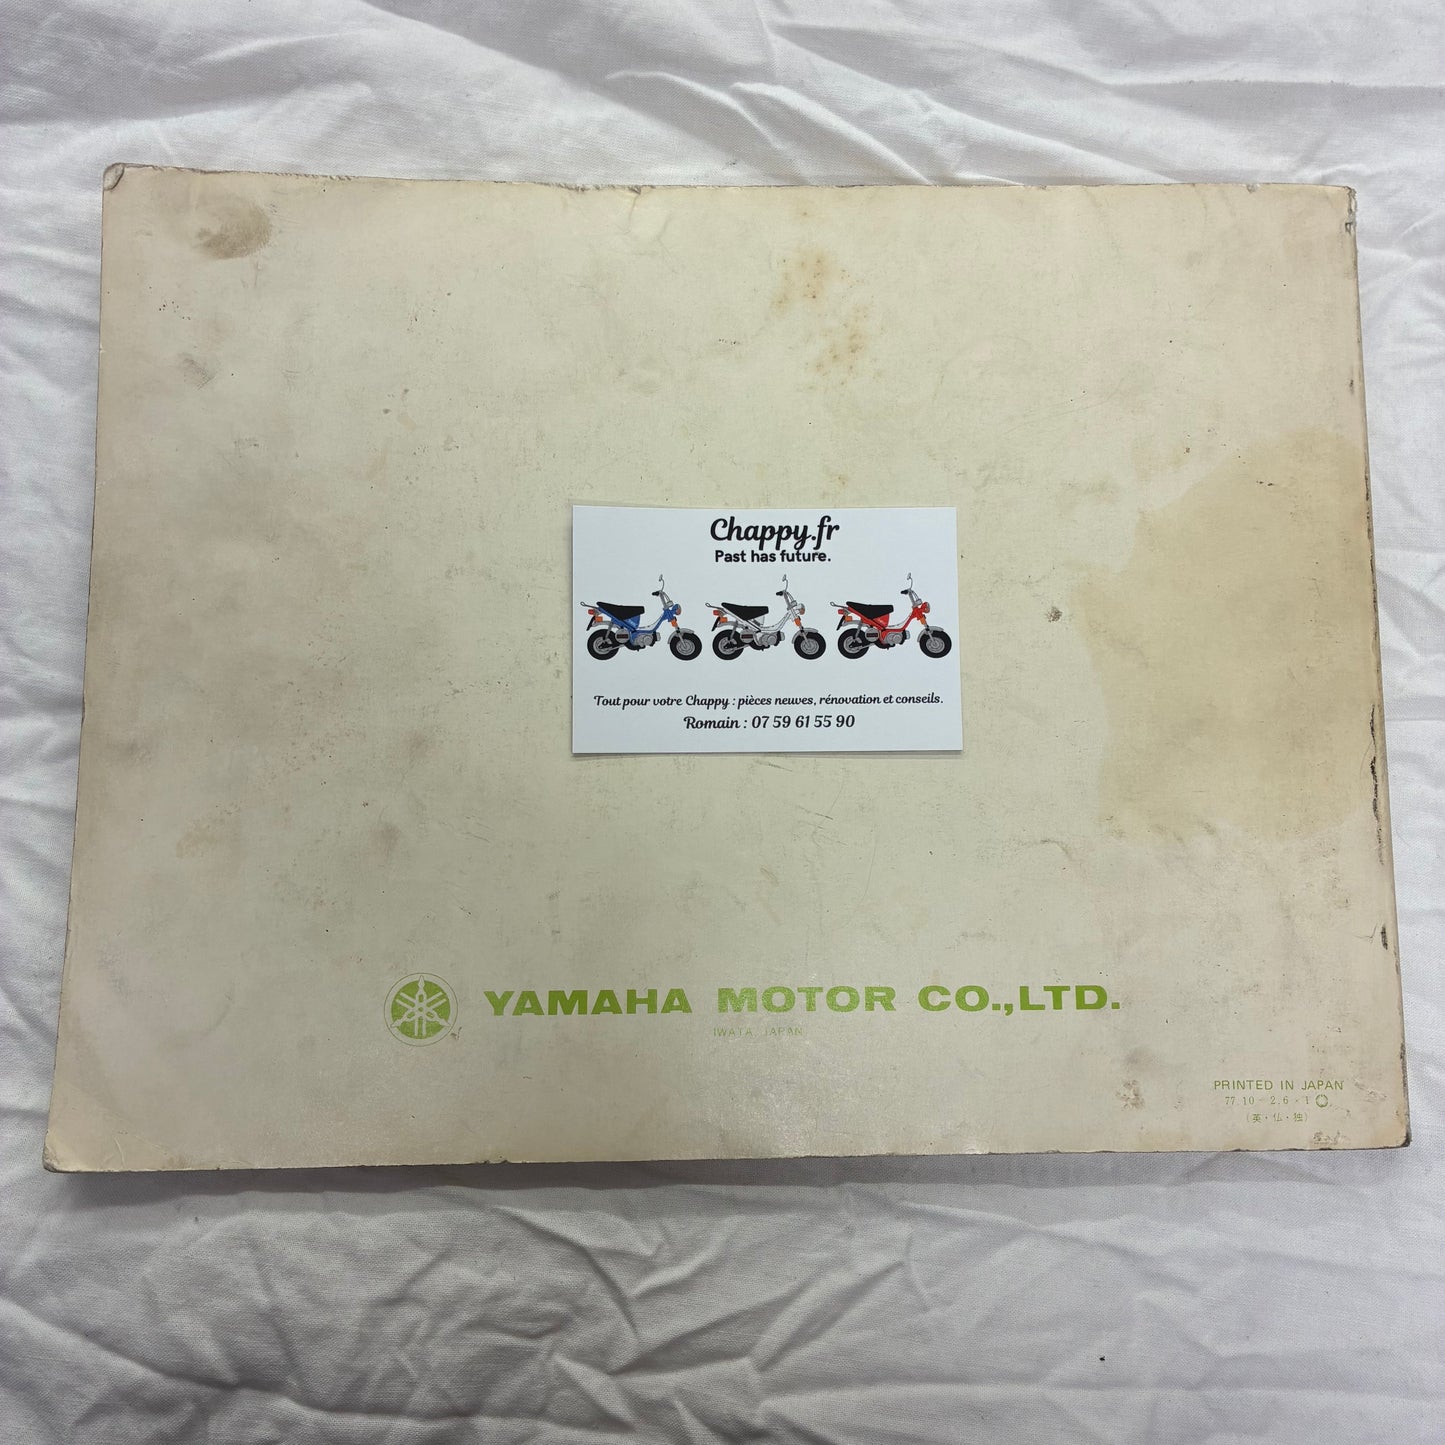 Chappy.fr
Past has future.
Tout pour votre Chappy : pièces neuves, rénovation et conseils.
Romain : 07 59 61 55 90
YAMAHA MOTOR CO.,LTD.
IWATA, JAPAN
PRINTED IN JAPAN
77.10 - 2.6 × 1
(英・仏・独)